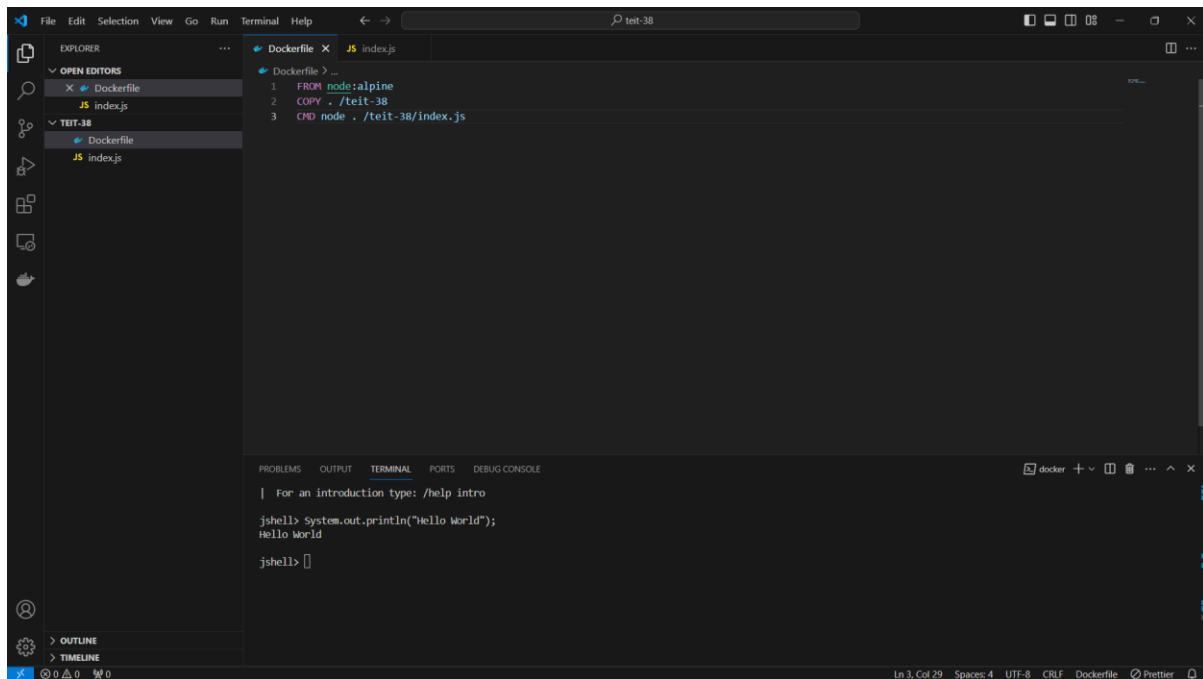 File Edit Selection View Go Run Terminal Help teit-38
EXPLORER
Dockerfile JS index.js
OPEN EDITORS
Dockerfile
JS index.js
TEIT-38
Dockerfile
JS index.js
Dockerfile > ...
1 FROM node:alpine
2 COPY . /teit-38
3 CMD node . /teit-38/index.js
PROBLEMS OUTPUT TERMINAL PORTS DEBUG CONSOLE docker
| For an introduction type: /help intro
jshell> System.out.println("Hello World");
Hello World
jshell>
OUTLINE
TIMELINE
0 0 0 Ln 3, Col 29 Spaces: 4 UTF-8 CRLF Dockerfile Prettier